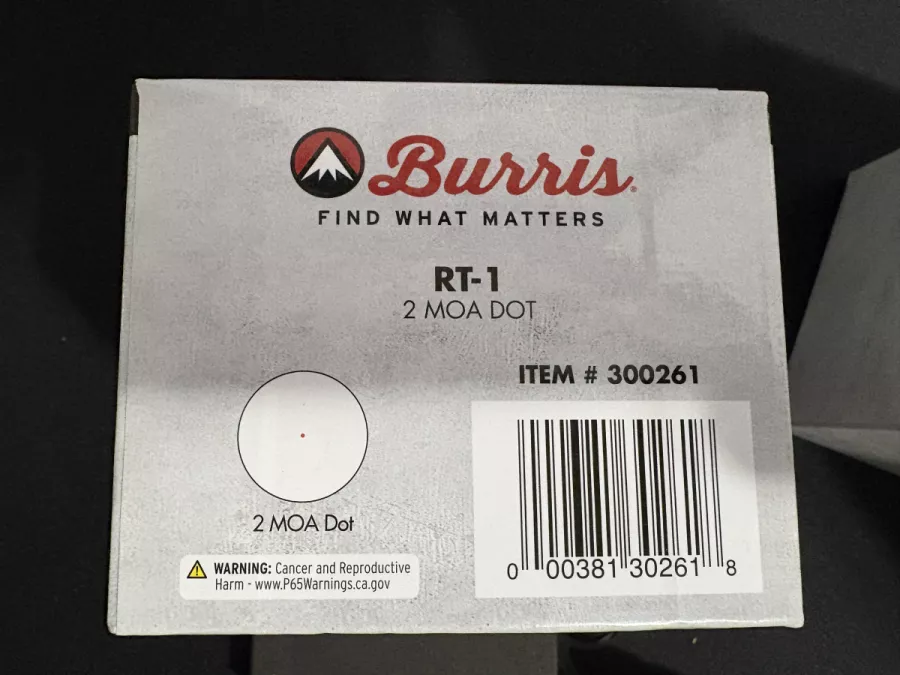 Burris®
FIND WHAT MATTERS
RT-1
2 MOA DOT
ITEM # 300261
2 MOA Dot
WARNING: Cancer and Reproductive
Harm - www.P65Warnings.ca.gov
0 00381 30261 8